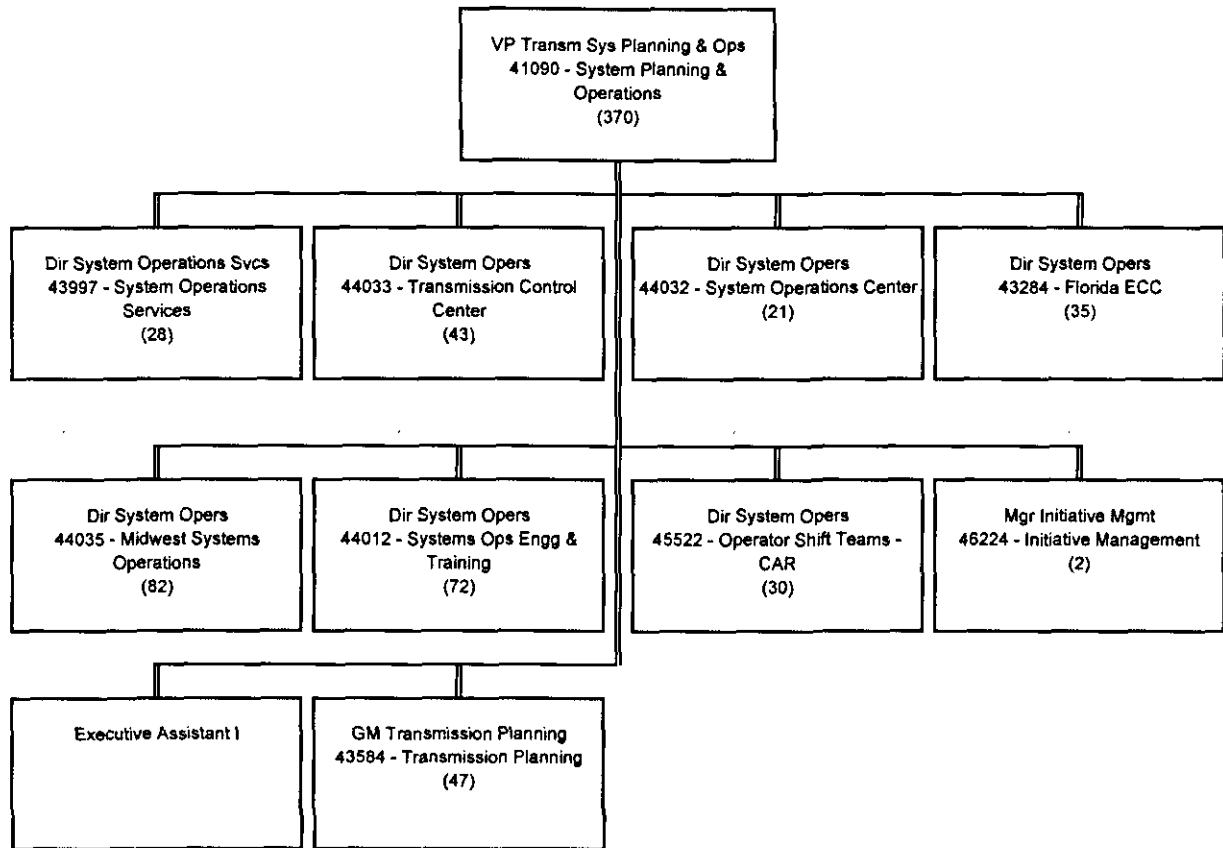 VP Transm Sys Planning & Ops
41090 - System Planning &
Operations
(370)
Dir System Operations Svcs
43997 - System Operations
Services
(28)
Dir System Opers
44033 - Transmission Control
Center
(43)
Dir System Opers
44032 - System Operations Center
(21)
Dir System Opers
43284 - Florida ECC
(35)
Dir System Opers
44035 - Midwest Systems
Operations
(82)
Dir System Opers
44012 - Systems Ops Engg &
Training
(72)
Dir System Opers
45522 - Operator Shift Teams -
CAR
(30)
Mgr Initiative Mgmt
46224 - Initiative Management
(2)
Executive Assistant I
GM Transmission Planning
43584 - Transmission Planning
(47)